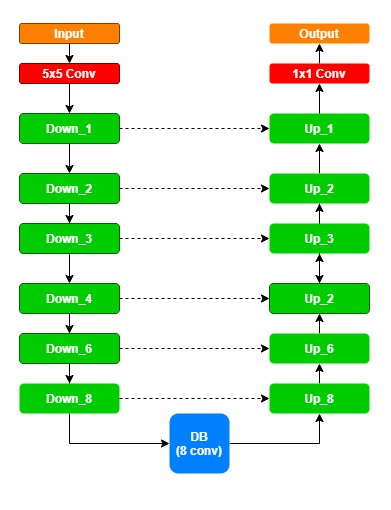 Input
Output
5x5 Conv
1x1 Conv
Down_1
Up_1
Down_2
Up_2
Down_3
Up_3
Down_4
Up_2
Down_6
Up_6
Down_8
Up_8
DB
(8 conv)